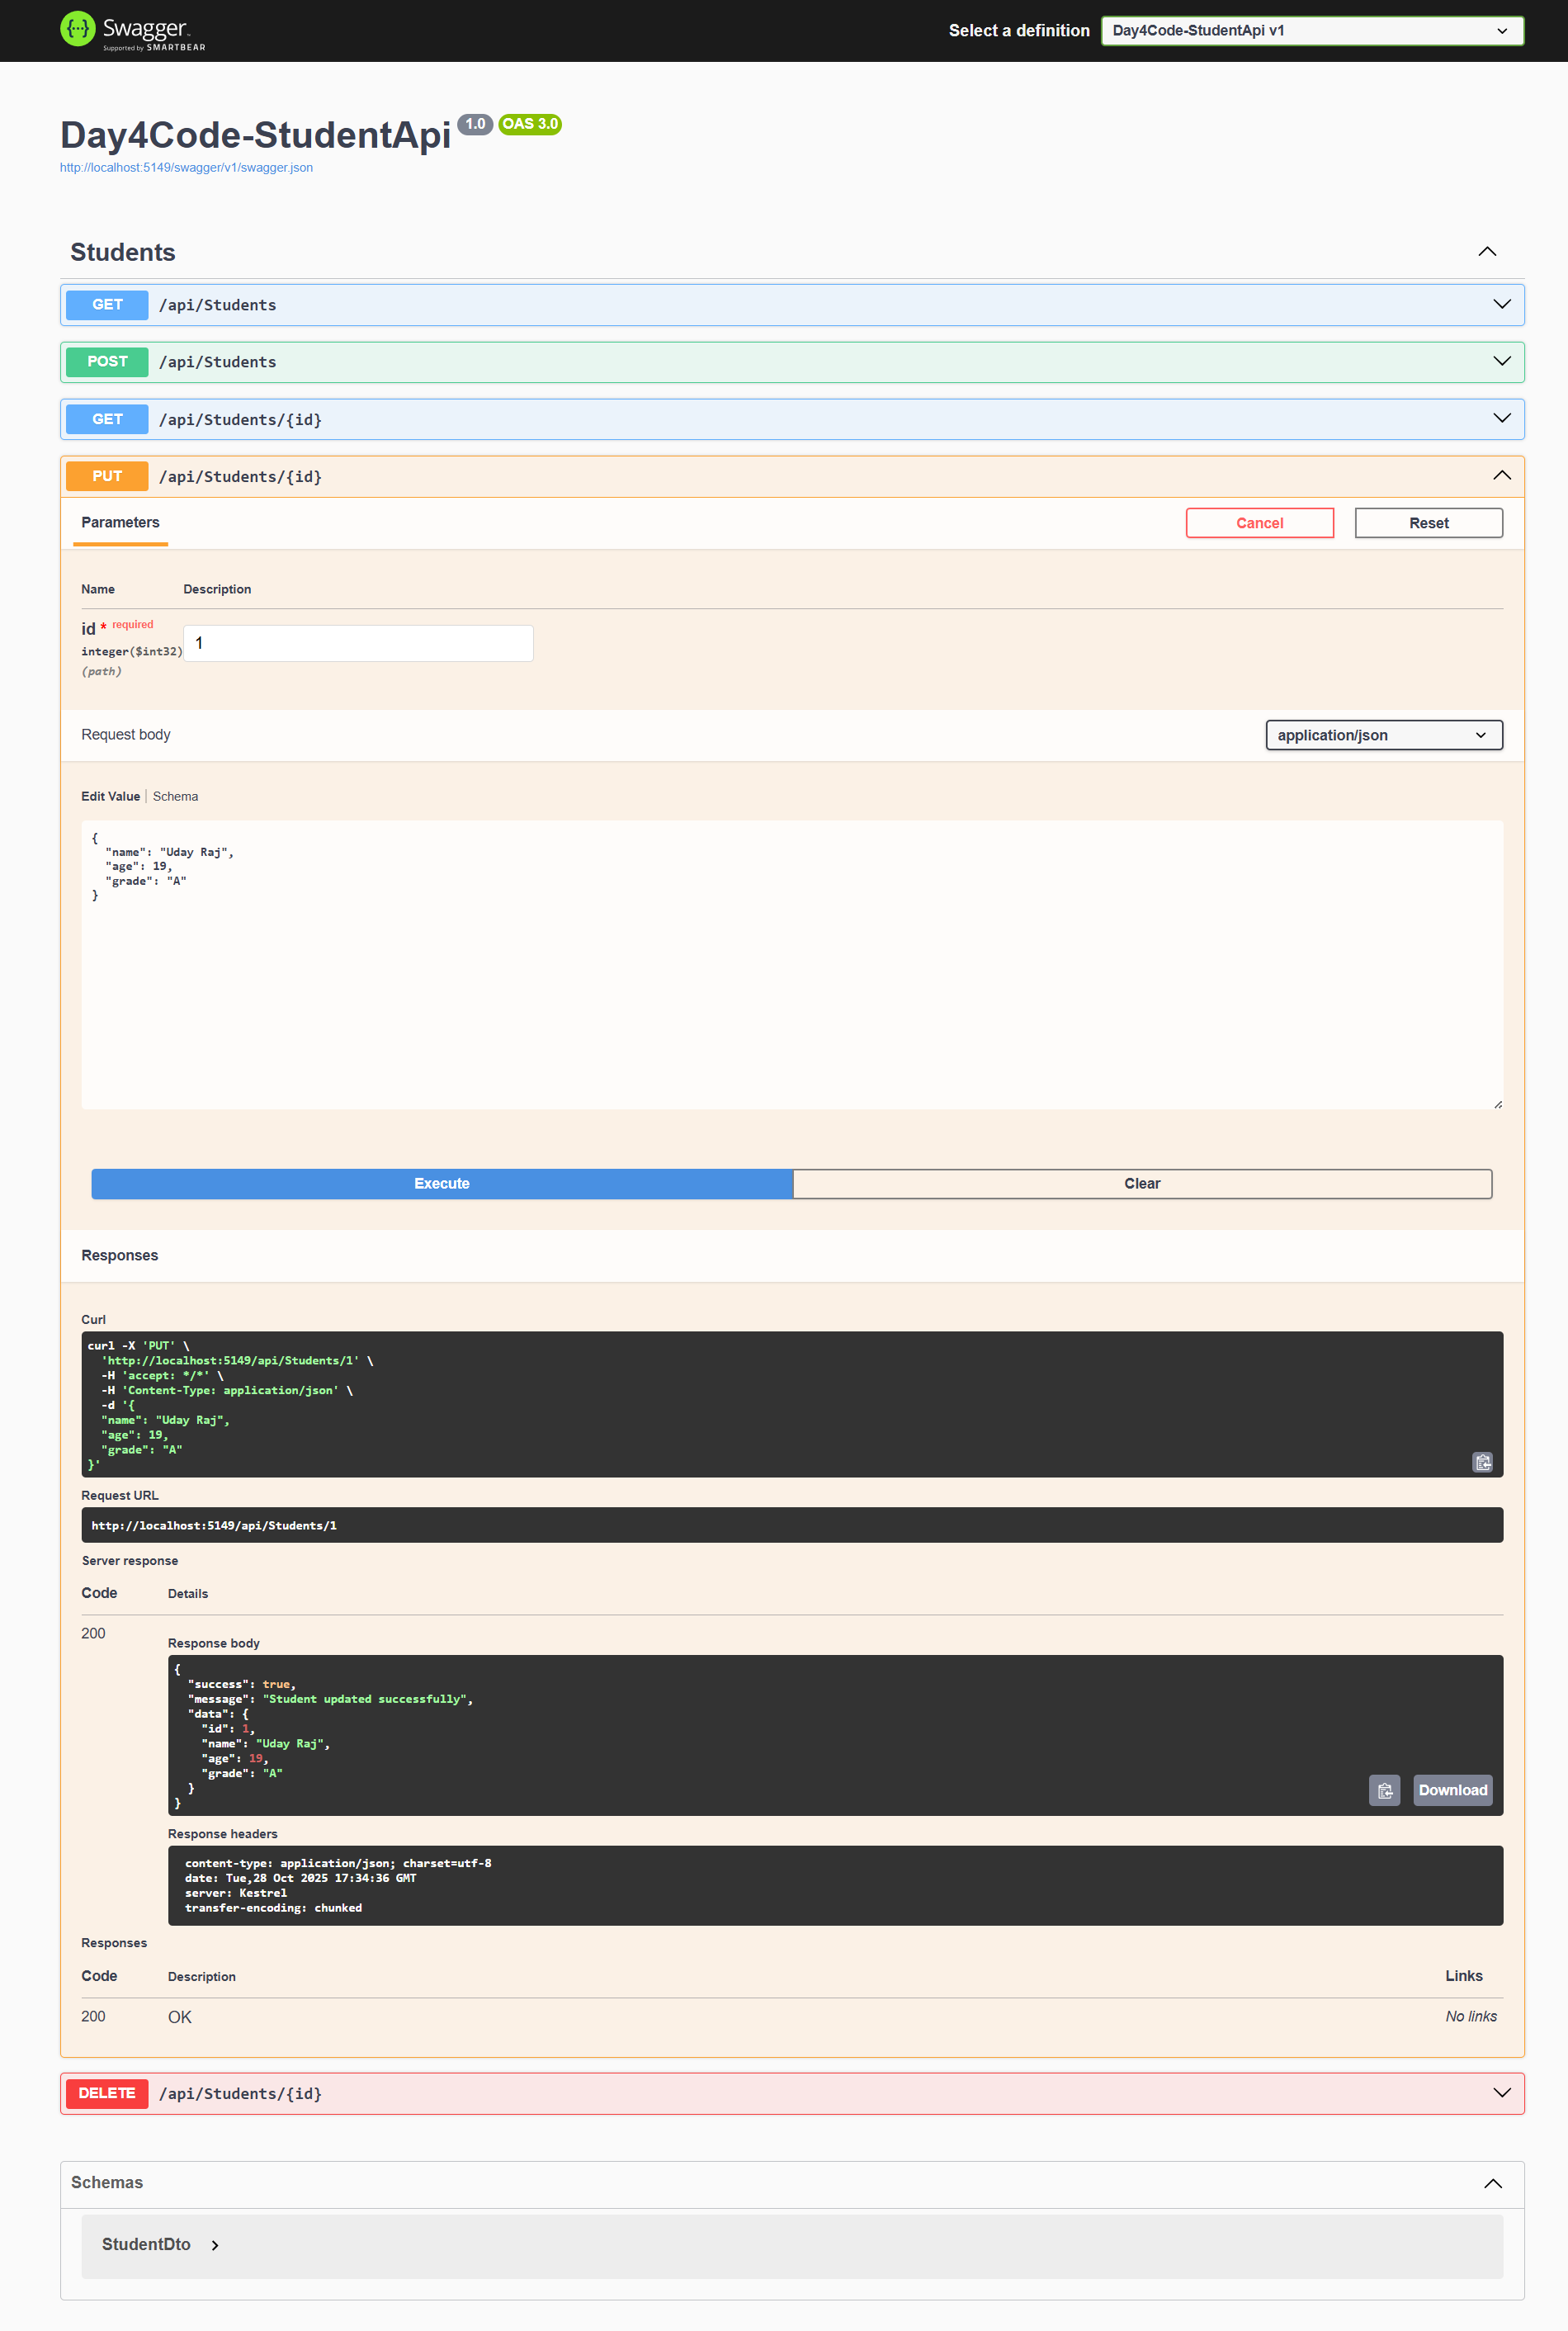 Swagger
Supported by SMARTBEAR
Select a definition
Day4Code-StudentApi v1
Day4Code-StudentApi 1.0 OAS 3.0
http://localhost:5149/swagger/v1/swagger.json
Students
GET /api/Students
POST /api/Students
GET /api/Students/{id}
PUT /api/Students/{id}
Parameters
Cancel
Reset
Name Description
id * required
integer($int32)
(path)
1
Request body
application/json
Edit Value | Schema
{
  "name": "Uday Raj",
  "age": 19,
  "grade": "A"
}
Execute
Clear
Responses
Curl
curl -X 'PUT' \
  'http://localhost:5149/api/Students/1' \
  -H 'accept: */*' \
  -H 'Content-Type: application/json' \
  -d '{
  "name": "Uday Raj",
  "age": 19,
  "grade": "A"
}'
Request URL
http://localhost:5149/api/Students/1
Server response
Code Details
200
Response body
{
  "success": true,
  "message": "Student updated successfully",
  "data": {
    "id": 1,
    "name": "Uday Raj",
    "age": 19,
    "grade": "A"
  }
}
Download
Response headers
content-type: application/json; charset=utf-8
date: Tue,28 Oct 2025 17:34:36 GMT
server: Kestrel
transfer-encoding: chunked
Responses
Code Description Links
200 OK No links
DELETE /api/Students/{id}
Schemas
StudentDto